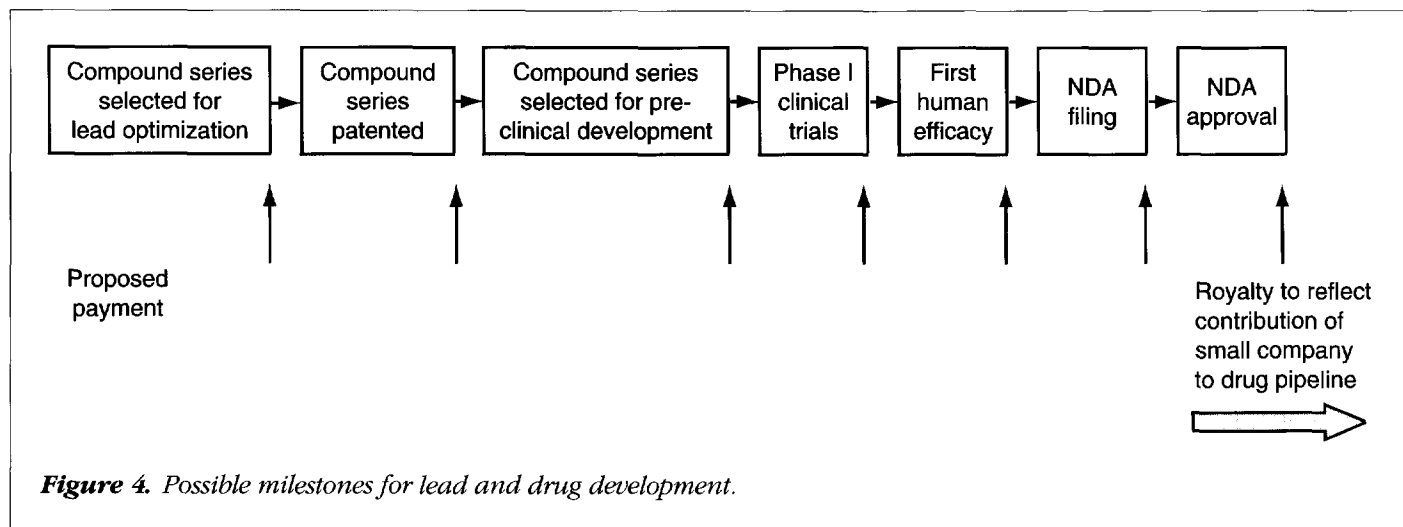 Compound series
selected for
lead optimization
Compound
series
patented
Compound series
selected for pre-
clinical development
Phase I
clinical
trials
First
human
efficacy
NDA
filing
NDA
approval
Proposed
payment
Royalty to reflect
contribution of
small company
to drug pipeline
Figure 4. Possible milestones for lead and drug development.